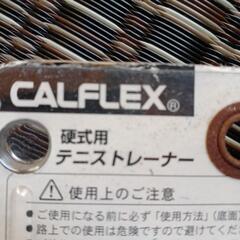 CALFLEX®
硬式用
テニストレーナー
⚠使用上のご注意
●ご使用になる前に必ず「使用方法」(底面
●路上での使用は危険ですので避けてくだ